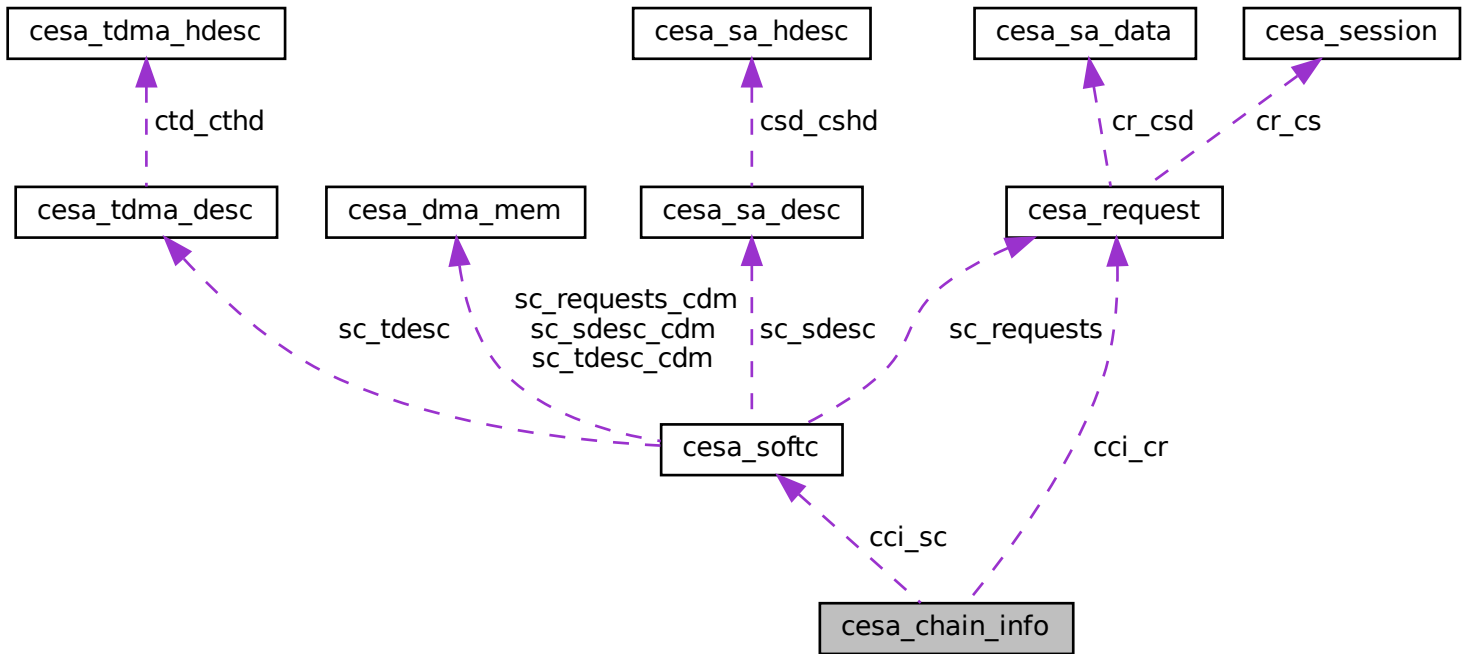 cesa_tdma_hdesc
cesa_sa_hdesc
cesa_sa_data
cesa_session
ctd_cthd
csd_cshd
cr_csd
cr_cs
cesa_tdma_desc
cesa_dma_mem
cesa_sa_desc
cesa_request
sc_tdesc
sc_requests_cdm
sc_sdesc_cdm
sc_tdesc_cdm
sc_sdesc
sc_requests
cesa_softc
cci_cr
cci_sc
cesa_chain_info